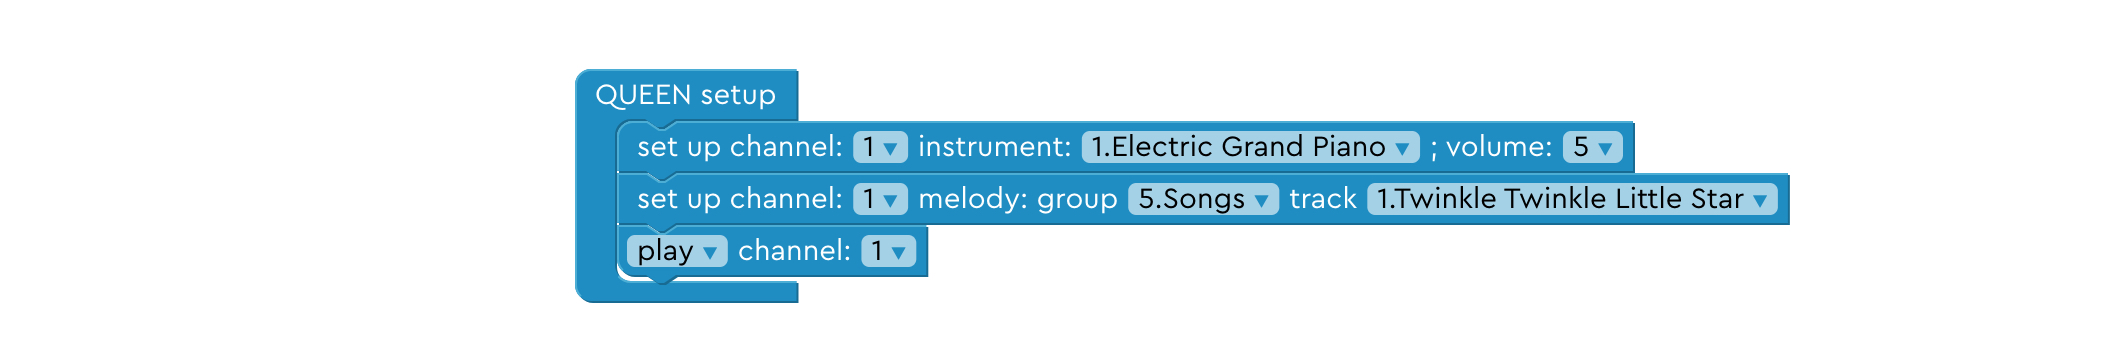 QUEEN setup
set up channel: 1 ▾ instrument: 1.Electric Grand Piano ▾ ; volume: 5 ▾
set up channel: 1 ▾ melody: group 5.Songs ▾ track 1.Twinkle Twinkle Little Star ▾
play ▾ channel: 1 ▾